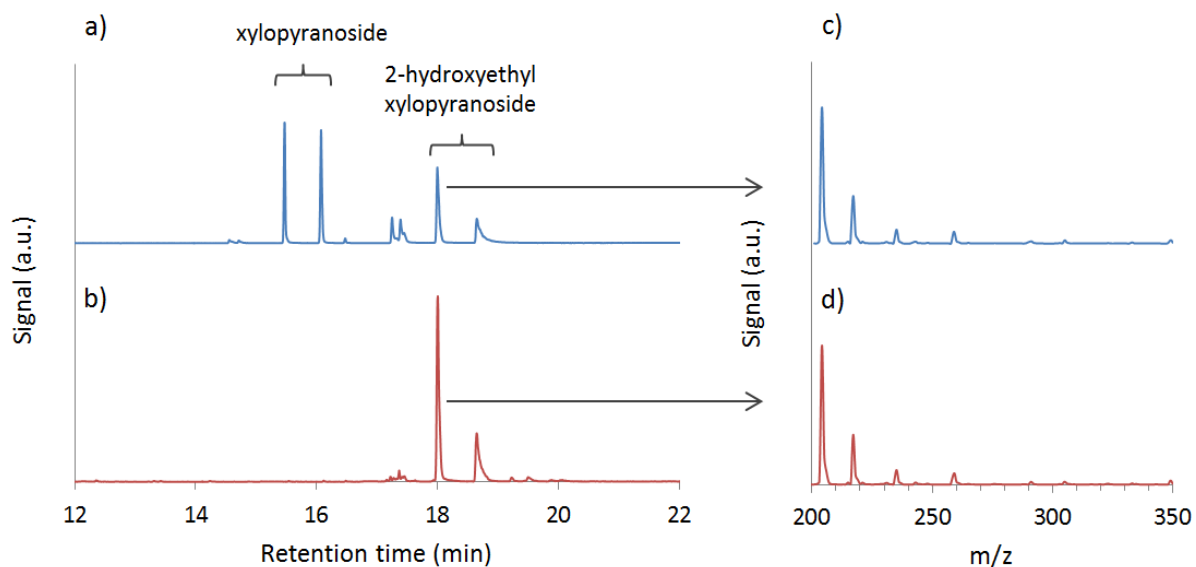 a)
xylopyranoside
2-hydroxyethyl
xylopyranoside
c)
Signal (a.u.)
Signal (a.u.)
b)
d)
12 14 16 18 20 22
Retention time (min)
200 250 300 350
m/z